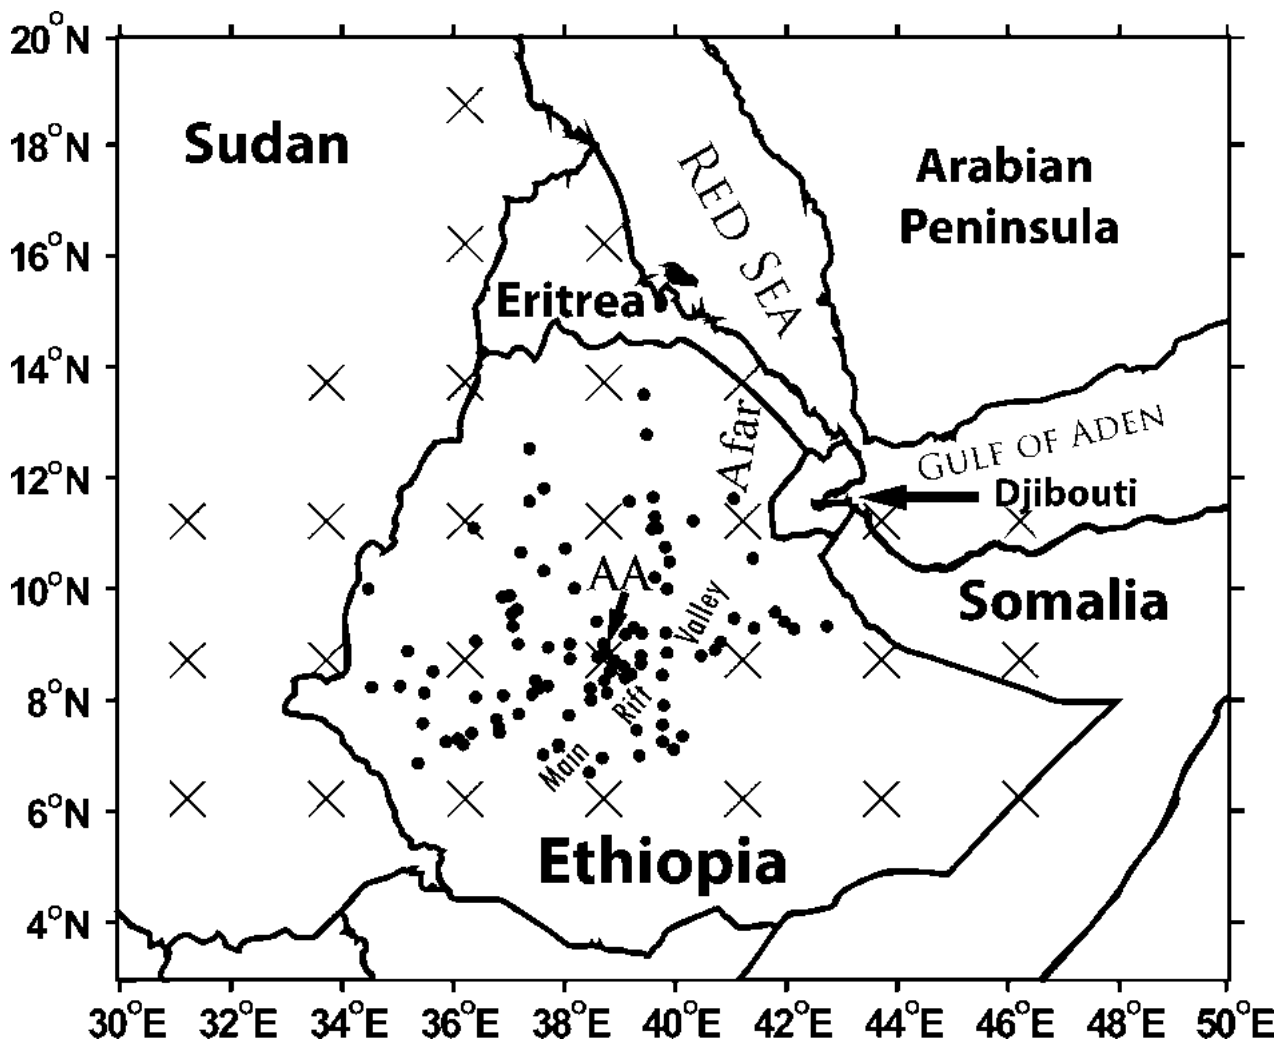 20°N
18°N
16°N
14°N
12°N
10°N
8°N
6°N
4°N
Sudan
Arabian
Peninsula
RED SEA
Eritrea
Afar
GULF OF ADEN
Djibouti
AA
Somalia
Valley
Rift
Main
Ethiopia
30°E 32°E 34°E 36°E 38°E 40°E 42°E 44°E 46°E 48°E 50°E